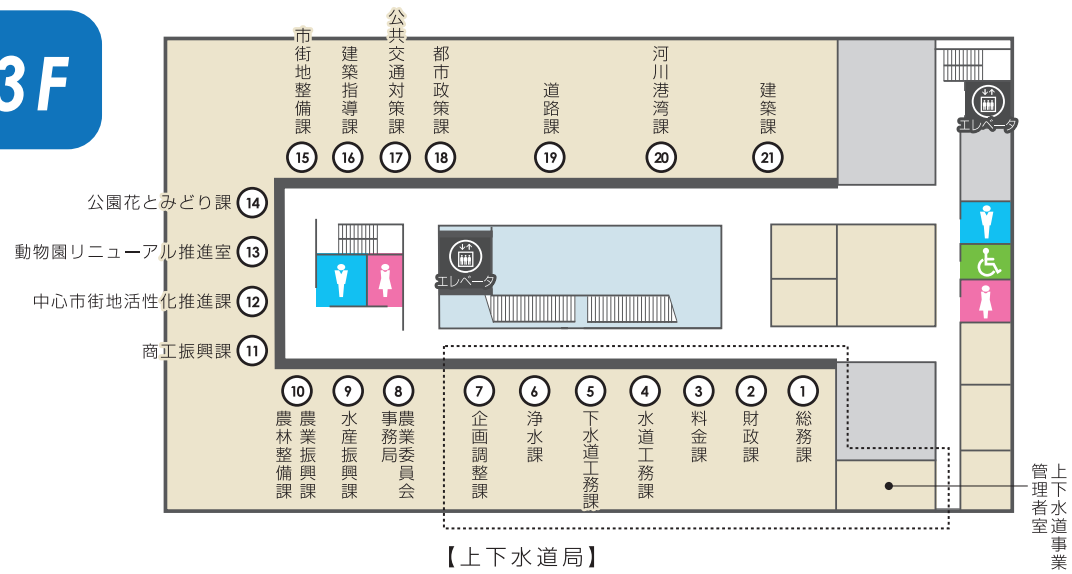 3F
市街地整備課
建築指導課
公共交通対策課
都市政策課
道路課
河川港湾課
建築課
15
16
17
18
19
20
21
エレベータ
公園花とみどり課
14
動物園リニューアル推進室
13
中心市街地活性化推進課
12
商工振興課
11
エレベータ
10
9
8
7
6
5
4
3
2
1
農業振興課
農林整備課
水産振興課
農業委員会
事務局
企画調整課
浄水課
下水道工務課
水道工務課
料金課
財政課
総務課
上下水道事業
管理者室
【上下水道局】